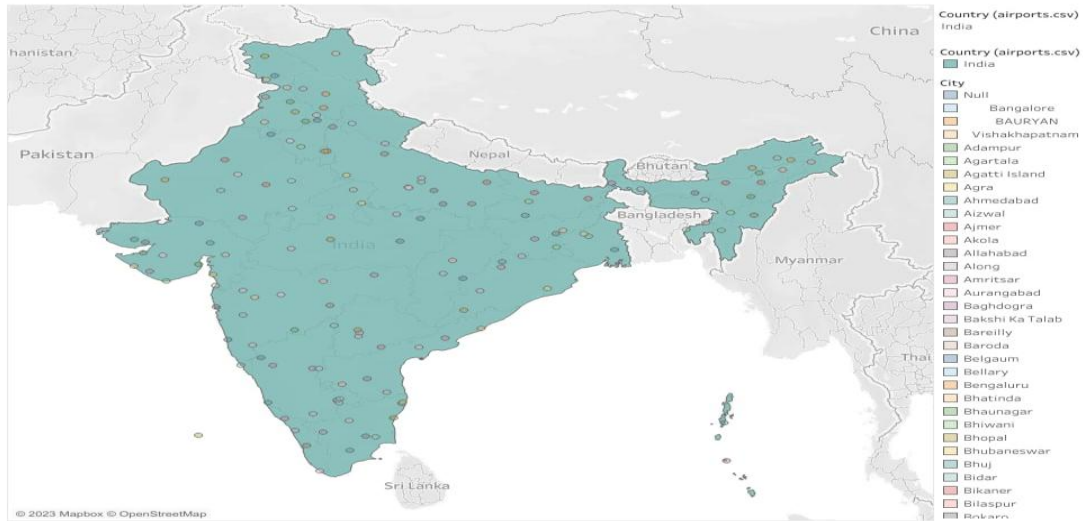 China
hanistan
Pakistan
Nepal
Bhutan
Bangladesh
India
Myanmar
Thai
Sri Lanka
© 2023 Mapbox © OpenStreetMap
Country (airports.csv)
India
Country (airports.csv)
India
City
Null
Bangalore
BAURYAN
Vishakhapatnam
Adampur
Agartala
Agatti Island
Agra
Ahmedabad
Aizwal
Ajmer
Akola
Allahabad
Along
Amritsar
Aurangabad
Baghdogra
Bakshi Ka Talab
Bareilly
Baroda
Belgaum
Bellary
Bengaluru
Bhatinda
Bhaunagar
Bhiwani
Bhopal
Bhubaneswar
Bhuj
Bidar
Bikaner
Bilaspur
Bokaro